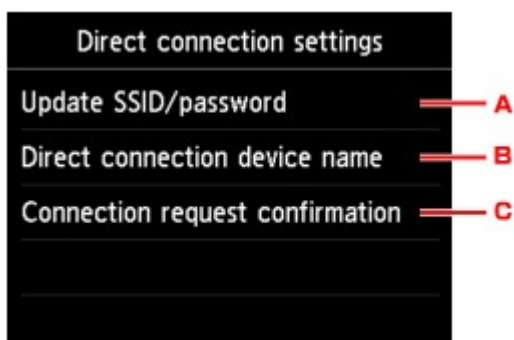 Direct connection settings
Update SSID/password A
Direct connection device name B
Connection request confirmation C